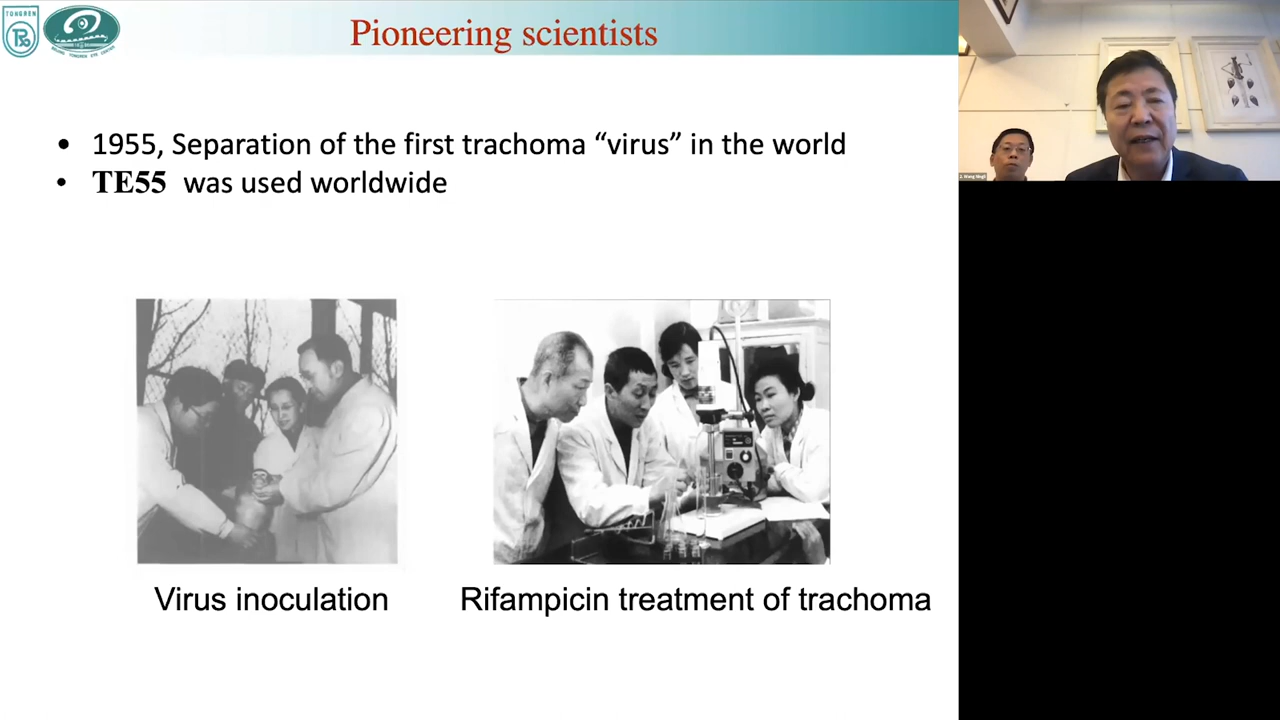 TONGREN
Pioneering scientists
• 1955, Separation of the first trachoma “virus” in the world
• TE55 was used worldwide
Virus inoculation
Rifampicin treatment of trachoma